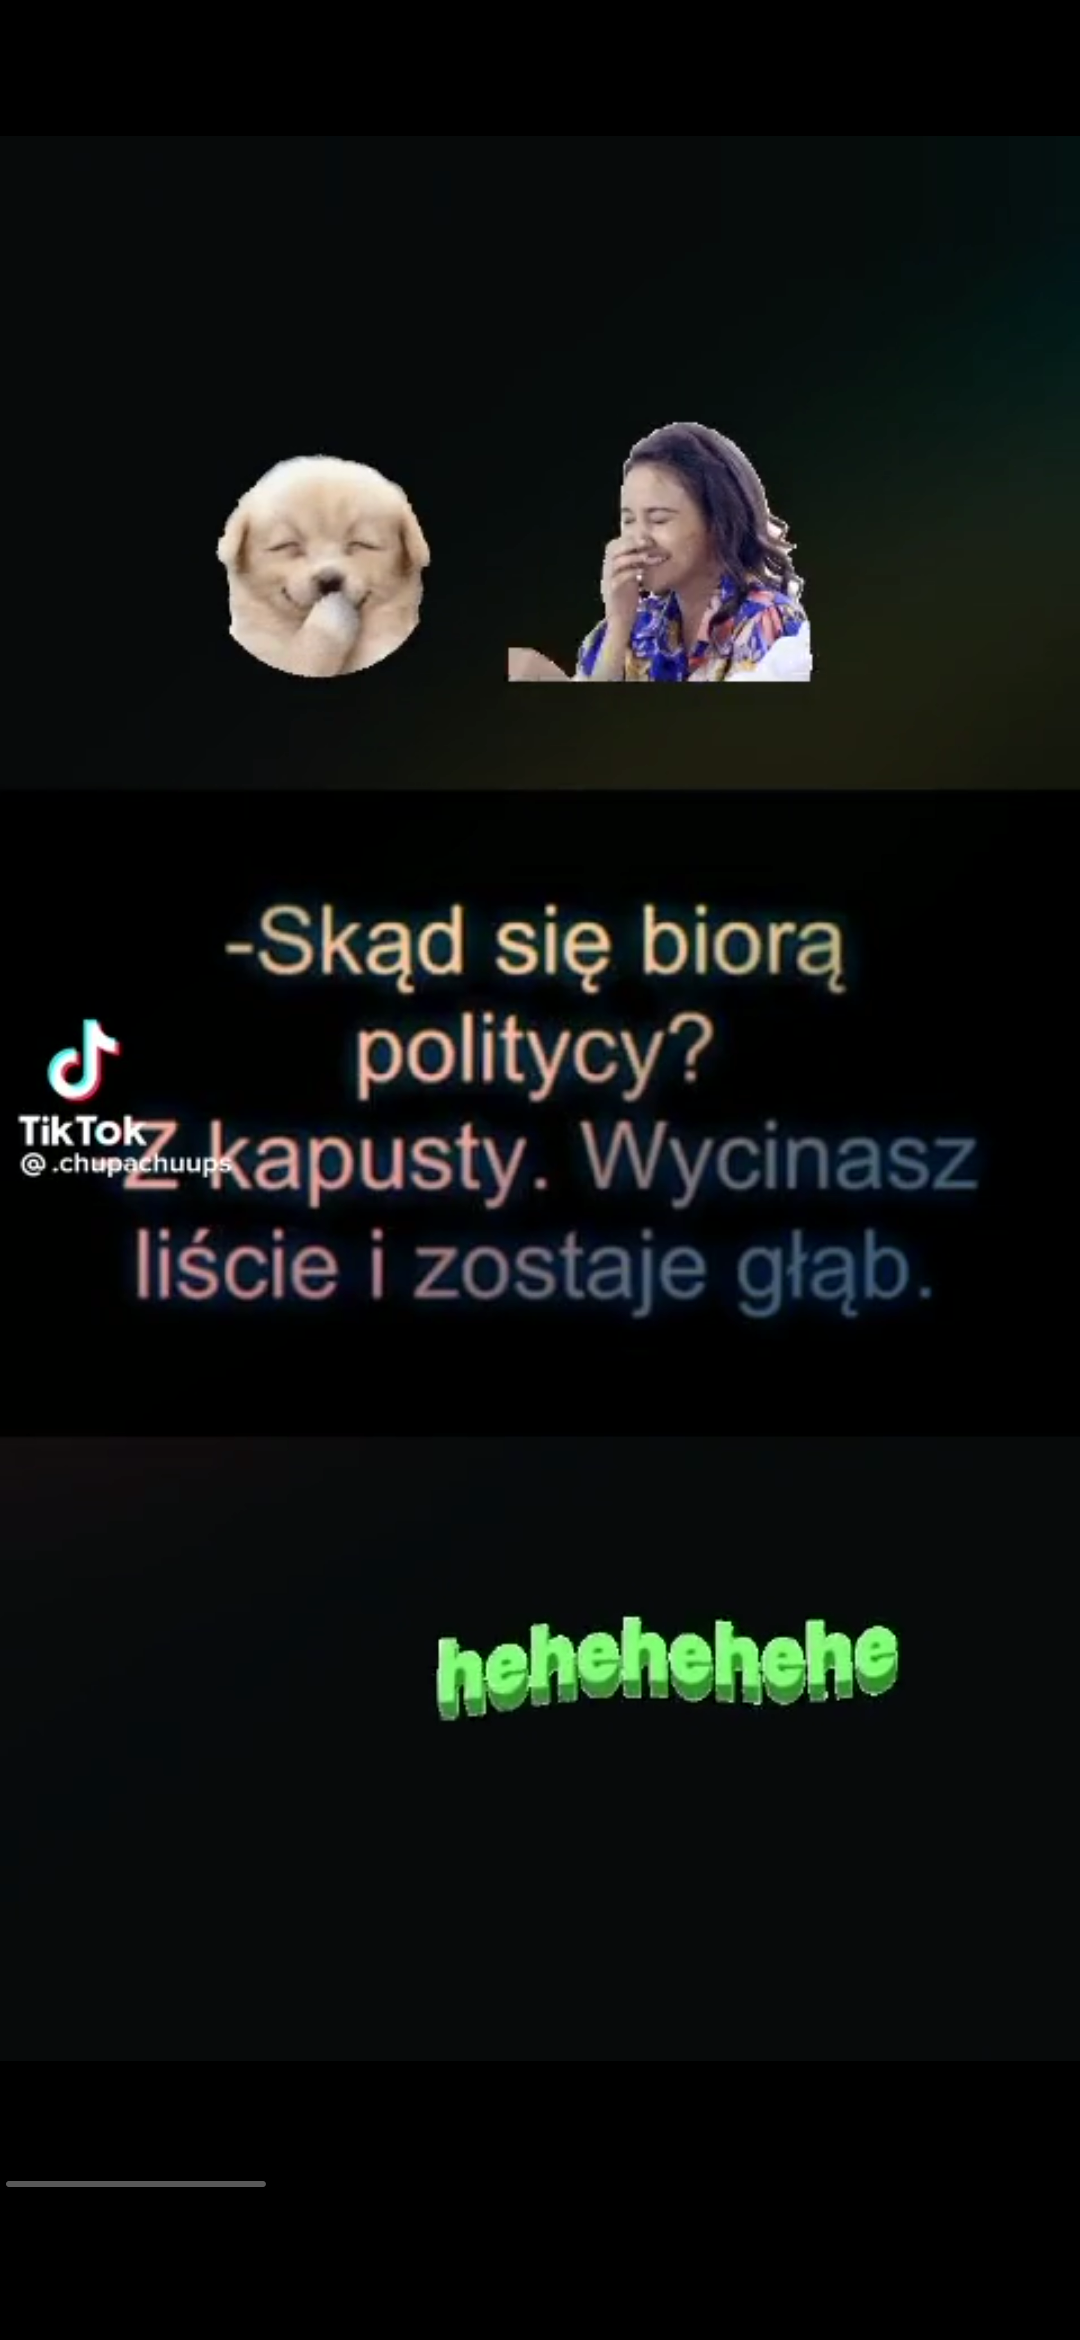 -Skąd się biorą
politycy?
Z kapusty. Wycinasz
liście i zostaje głąb.
TikTok
@ .chupachuups
hehehehehe